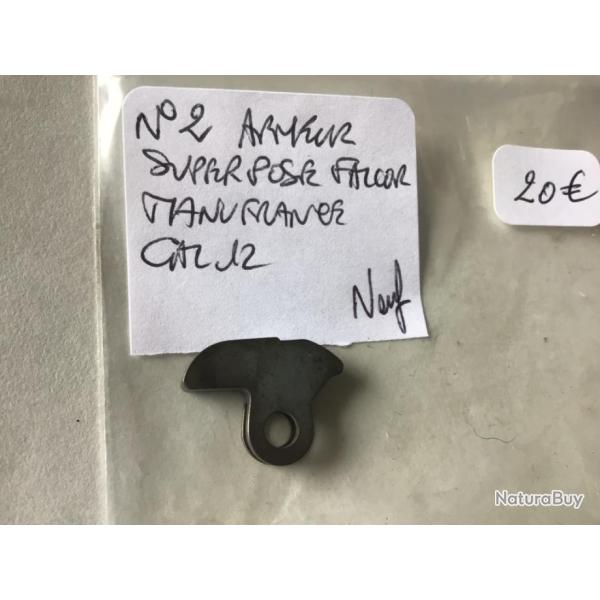 N° 2 ARMEUR
SUPERPOSE FALCOR
MANUFRANCE
CAL 12
Neuf
20€
NaturaBuy